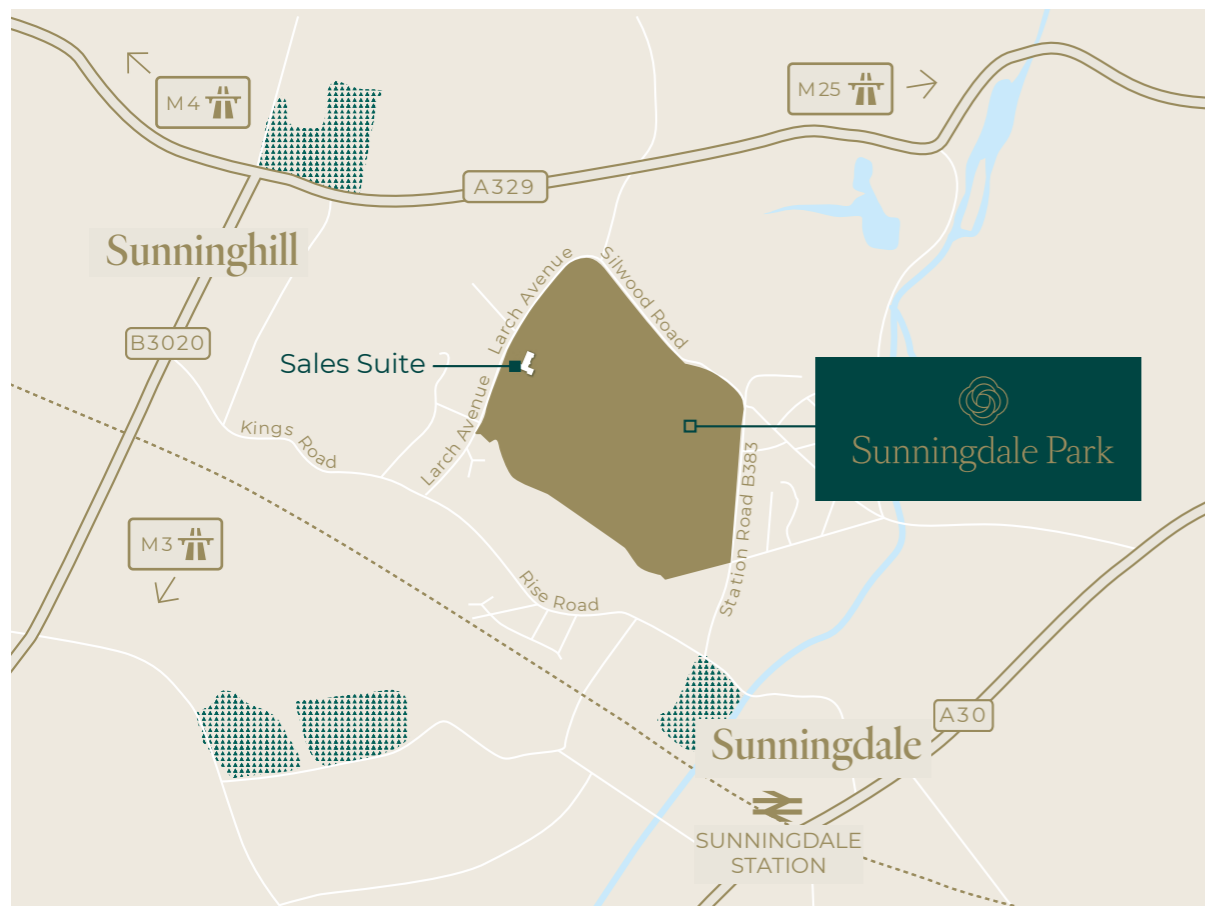 M4
M25
A329
Sunninghill
Larch Avenue
Silwood Road
B3020
Sales Suite
Larch Avenue
Kings Road
Sunningdale Park
Station Road B383
M3
Rise Road
A30
Sunningdale
SUNNINGDALE
STATION